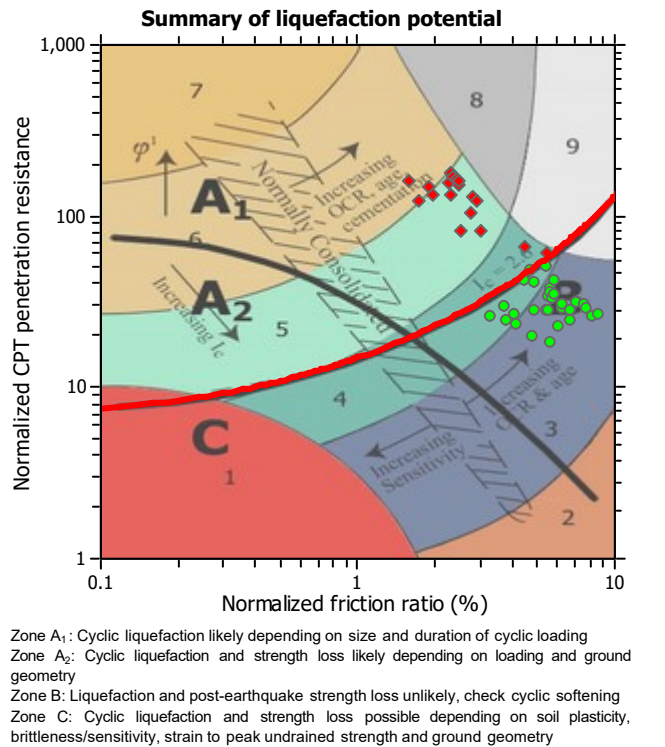 Summary of liquefaction potential
1,000
7
8
9
φ'
Increasing
OCR, age
cementation
A1
Normally Consolidated
100
6
Ic = 2.6
A2
B
Increasing Ic
5
10
4
Increasing
OCR & age
C
3
Increasing
Sensitivity
1
2
1
0.1
1
10
Normalized CPT penetration resistance
Normalized friction ratio (%)
Zone A1: Cyclic liquefaction likely depending on size and duration of cyclic loading
Zone A2: Cyclic liquefaction and strength loss likely depending on loading and ground
geometry
Zone B: Liquefaction and post-earthquake strength loss unlikely, check cyclic softening
Zone C: Cyclic liquefaction and strength loss possible depending on soil plasticity,
brittleness/sensitivity, strain to peak undrained strength and ground geometry